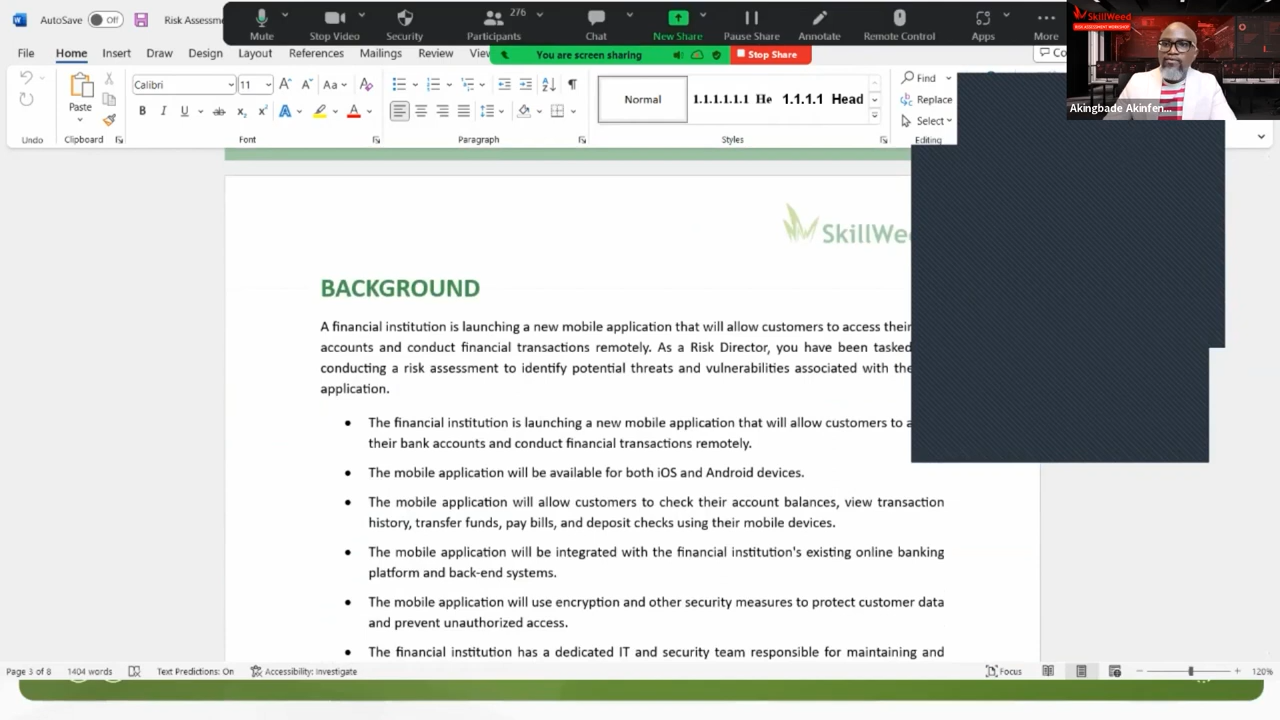 AutoSave Off Risk Assessm
Mute Stop Video Security Participants 276 Chat New Share Pause Share Annotate Remote Control Apps More
You are screen sharing Stop Share
File Home Insert Draw Design Layout References Mailings Review View Co
Paste Calibri 11 Aa Find
Replace
Select
Normal 1.1.1.1.1.1 He 1.1.1.1 Head
Undo Clipboard Font Paragraph Styles Editing
SkillWeed
RISK ASSESSMENT WORKSHOP
Akingbade Akinfen...
SkillWee
BACKGROUND
A financial institution is launching a new mobile application that will allow customers to access their
accounts and conduct financial transactions remotely. As a Risk Director, you have been tasked
conducting a risk assessment to identify potential threats and vulnerabilities associated with the
application.
• The financial institution is launching a new mobile application that will allow customers to a
their bank accounts and conduct financial transactions remotely.
• The mobile application will be available for both iOS and Android devices.
• The mobile application will allow customers to check their account balances, view transaction
history, transfer funds, pay bills, and deposit checks using their mobile devices.
• The mobile application will be integrated with the financial institution's existing online banking
platform and back-end systems.
• The mobile application will use encryption and other security measures to protect customer data
and prevent unauthorized access.
• The financial institution has a dedicated IT and security team responsible for maintaining and
Page 3 of 8 1404 words Text Predictions: On Accessibility: Investigate Focus 120%